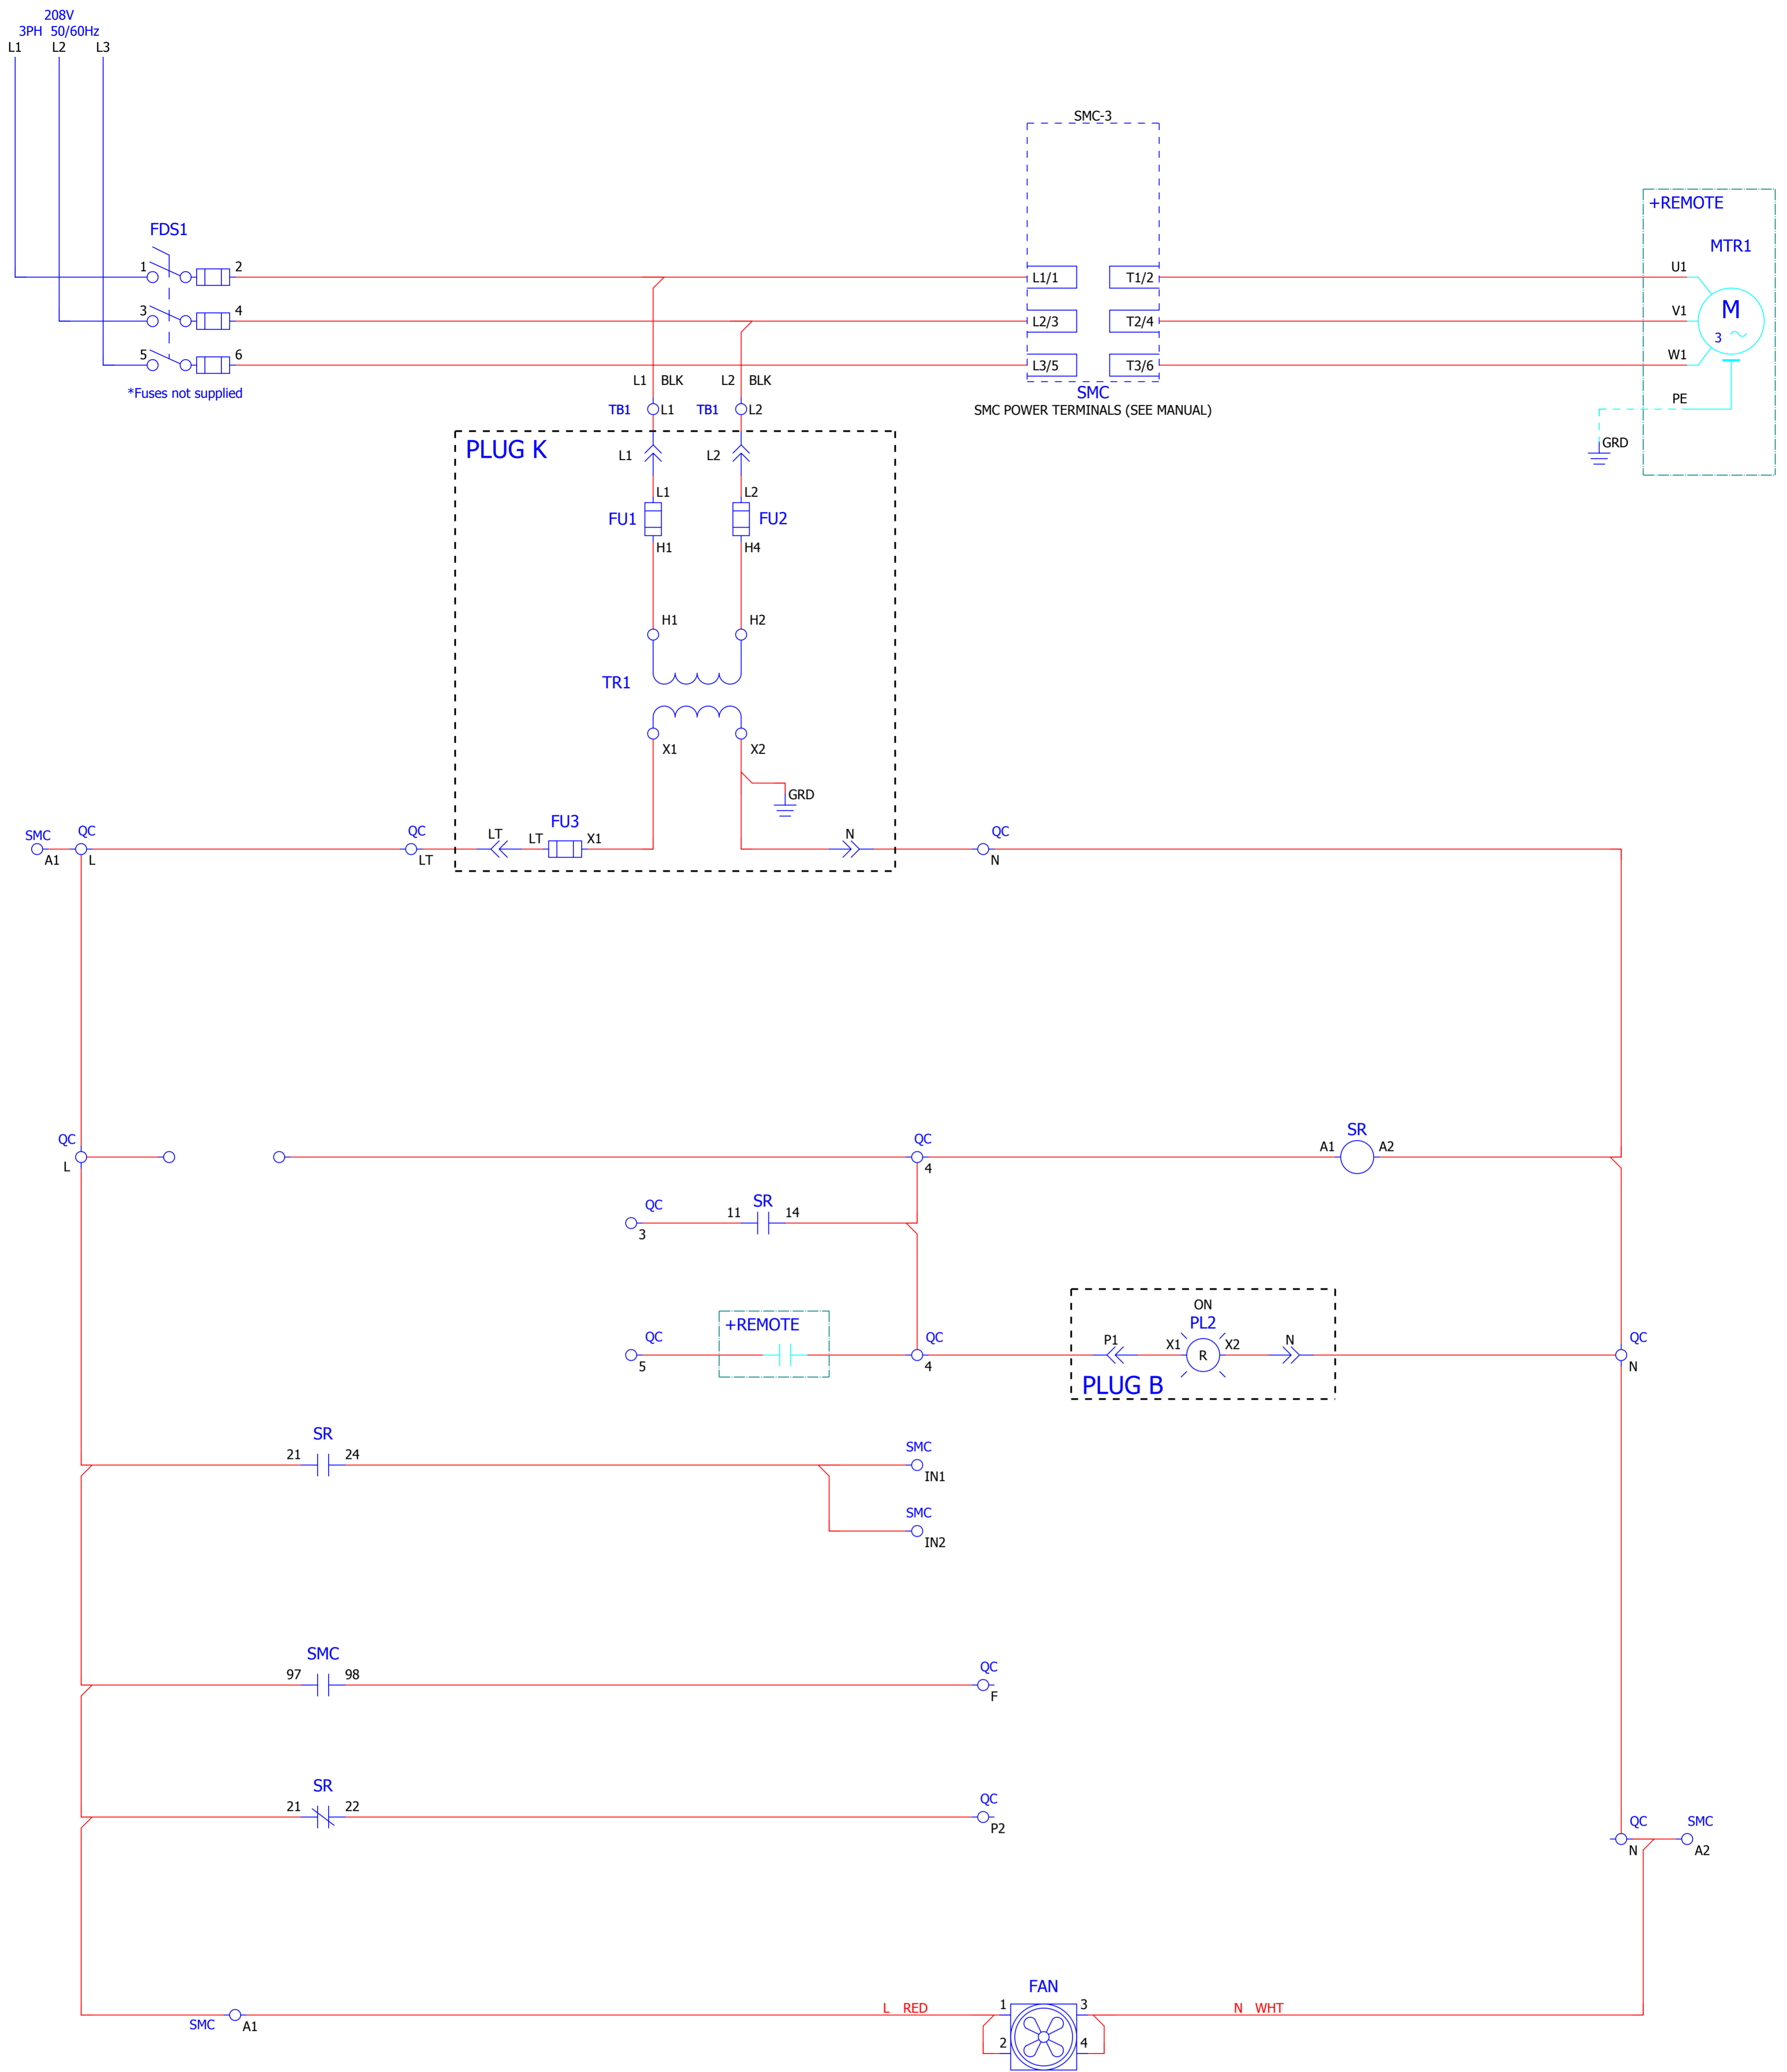 208V
3PH 50/60Hz
L1 L2 L3
SMC-3
+REMOTE
FDS1
MTR1
1 2 L1/1 T1/2 U1
3 4 L2/3 T2/4 V1
M
3
5 6 L3/5 T3/6 W1
*Fuses not supplied
L1 BLK L2 BLK
SMC
PE
TB1 L1 TB1 L2
SMC POWER TERMINALS (SEE MANUAL)
GRD
PLUG K
L1 L2
L1 L2
FU1 FU2
H1 H4
H1 H2
TR1
X1 X2
GRD
FU3
SMC QC QC LT LT X1 N QC
A1 L LT N
QC QC SR
A1 A2
L 4
QC SR
11 14
3
+REMOTE
ON
PL2
QC QC P1 X1 R X2 N QC
5 4 N
PLUG B
SR
21 24 SMC
IN1
SMC
IN2
SMC
97 98 QC
F
SR
21 22 QC
P2
QC SMC
N A2
FAN
L RED 1 3 N WHT
SMC A1
2 4